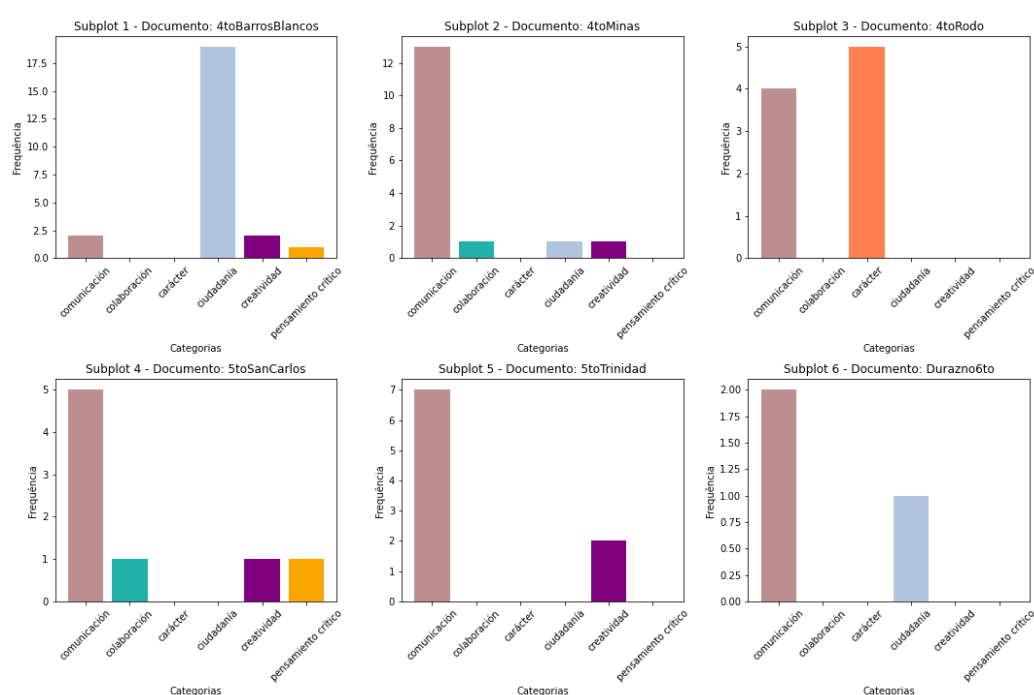 Subplot 1 - Documento: 4toBarrosBlancos
Frequência
17.5
15.0
12.5
10.0
7.5
5.0
2.5
0.0
comunicación
colaboración
carácter
ciudadanía
creatividad
pensamiento crítico
Categorias
Subplot 2 - Documento: 4toMinas
Frequência
12
10
8
6
4
2
0
comunicación
colaboración
carácter
ciudadanía
creatividad
pensamiento crítico
Categorias
Subplot 3 - Documento: 4toRodo
Frequência
5
4
3
2
1
0
comunicación
colaboración
carácter
ciudadanía
creatividad
pensamiento crítico
Categorias
Subplot 4 - Documento: 5toSanCarlos
Frequência
5
4
3
2
1
0
comunicación
colaboración
carácter
ciudadanía
creatividad
pensamiento crítico
Categorias
Subplot 5 - Documento: 5toTrinidad
Frequência
7
6
5
4
3
2
1
0
comunicación
colaboración
carácter
ciudadanía
creatividad
pensamiento crítico
Categorias
Subplot 6 - Documento: Durazno6to
Frequência
2.00
1.75
1.50
1.25
1.00
0.75
0.50
0.25
0.00
comunicación
colaboración
carácter
ciudadanía
creatividad
pensamiento crítico
Categorias